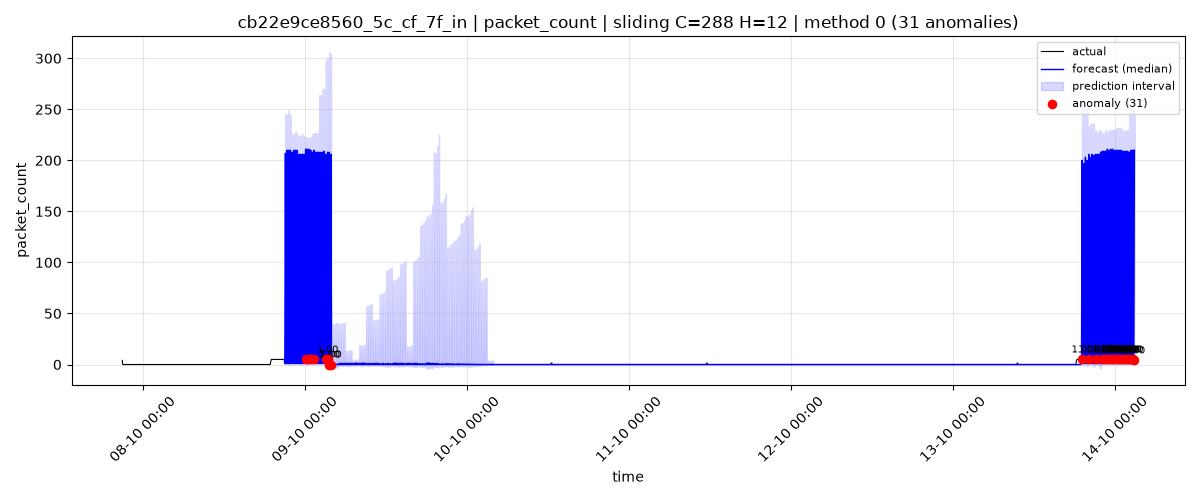 cb22e9ce8560_5c_cf_7f_in | packet_count | sliding C=288 H=12 | method 0 (31 anomalies)
actual
forecast (median)
prediction interval
anomaly (31)
packet_count
300
250
200
150
100
50
0
08-10 00:00
09-10 00:00
10-10 00:00
11-10 00:00
12-10 00:00
13-10 00:00
14-10 00:00
time